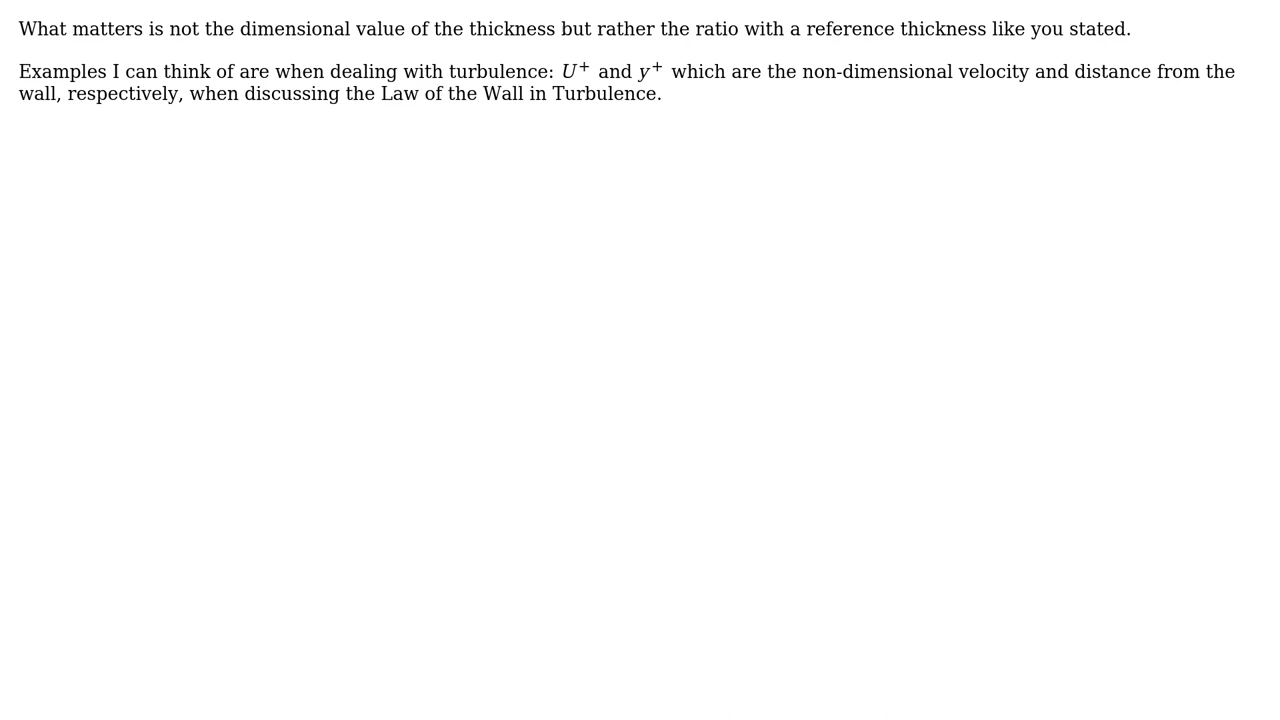 What matters is not the dimensional value of the thickness but rather the ratio with a reference thickness like you stated.
Examples I can think of are when dealing with turbulence: U⁺ and y⁺ which are the non-dimensional velocity and distance from the
wall, respectively, when discussing the Law of the Wall in Turbulence.